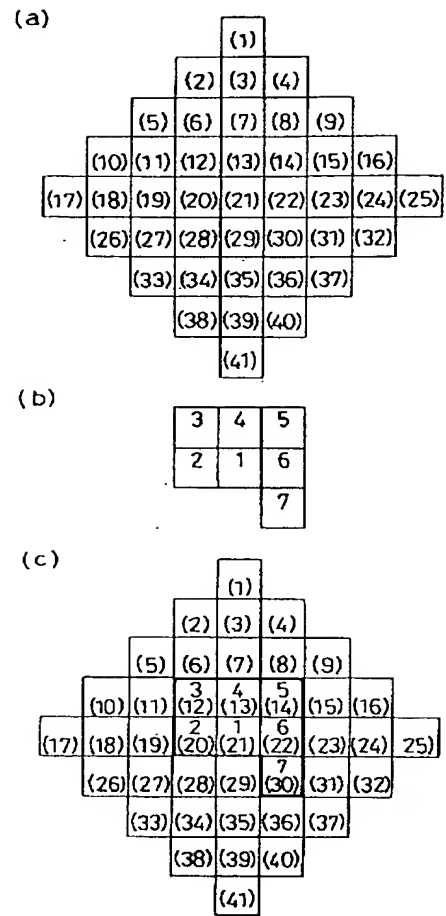 (a)
(1)
(2) (3) (4)
(5) (6) (7) (8) (9)
(10) (11) (12) (13) (14) (15) (16)
(17) (18) (19) (20) (21) (22) (23) (24) (25)
(26) (27) (28) (29) (30) (31) (32)
(33) (34) (35) (36) (37)
(38) (39) (40)
(41)
(b)
3 4 5
2 1 6
7
(c)
(1)
(2) (3) (4)
(5) (6) (7) (8) (9)
3 4 5
(10) (11) (12) (13) (14) (15) (16)
2 1 6
(17) (18) (19) (20) (21) (22) (23) (24) 25)
7
(26) (27) (28) (29) (30) (31) (32)
(33) (34) (35) (36) (37)
(38) (39) (40)
(41)